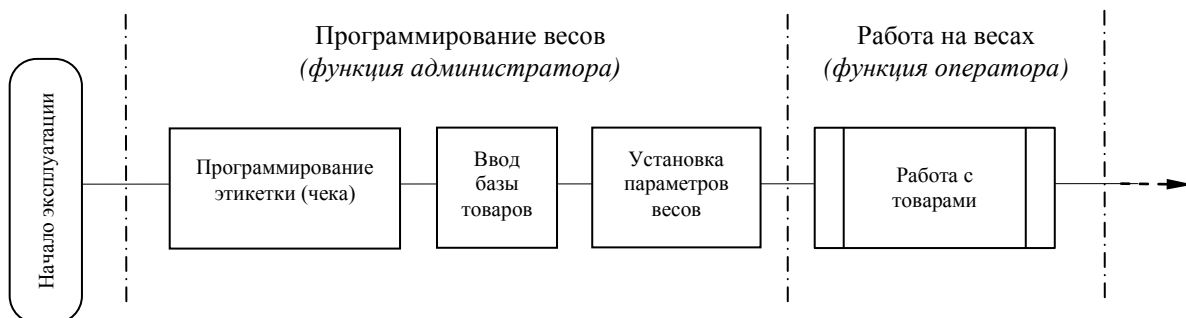 Программирование весов
(функция администратора)
Работа на весах
(функция оператора)
Начало эксплуатации
Программирование
этикетки (чека)
Ввод
базы
товаров
Установка
параметров
весов
Работа с
товарами